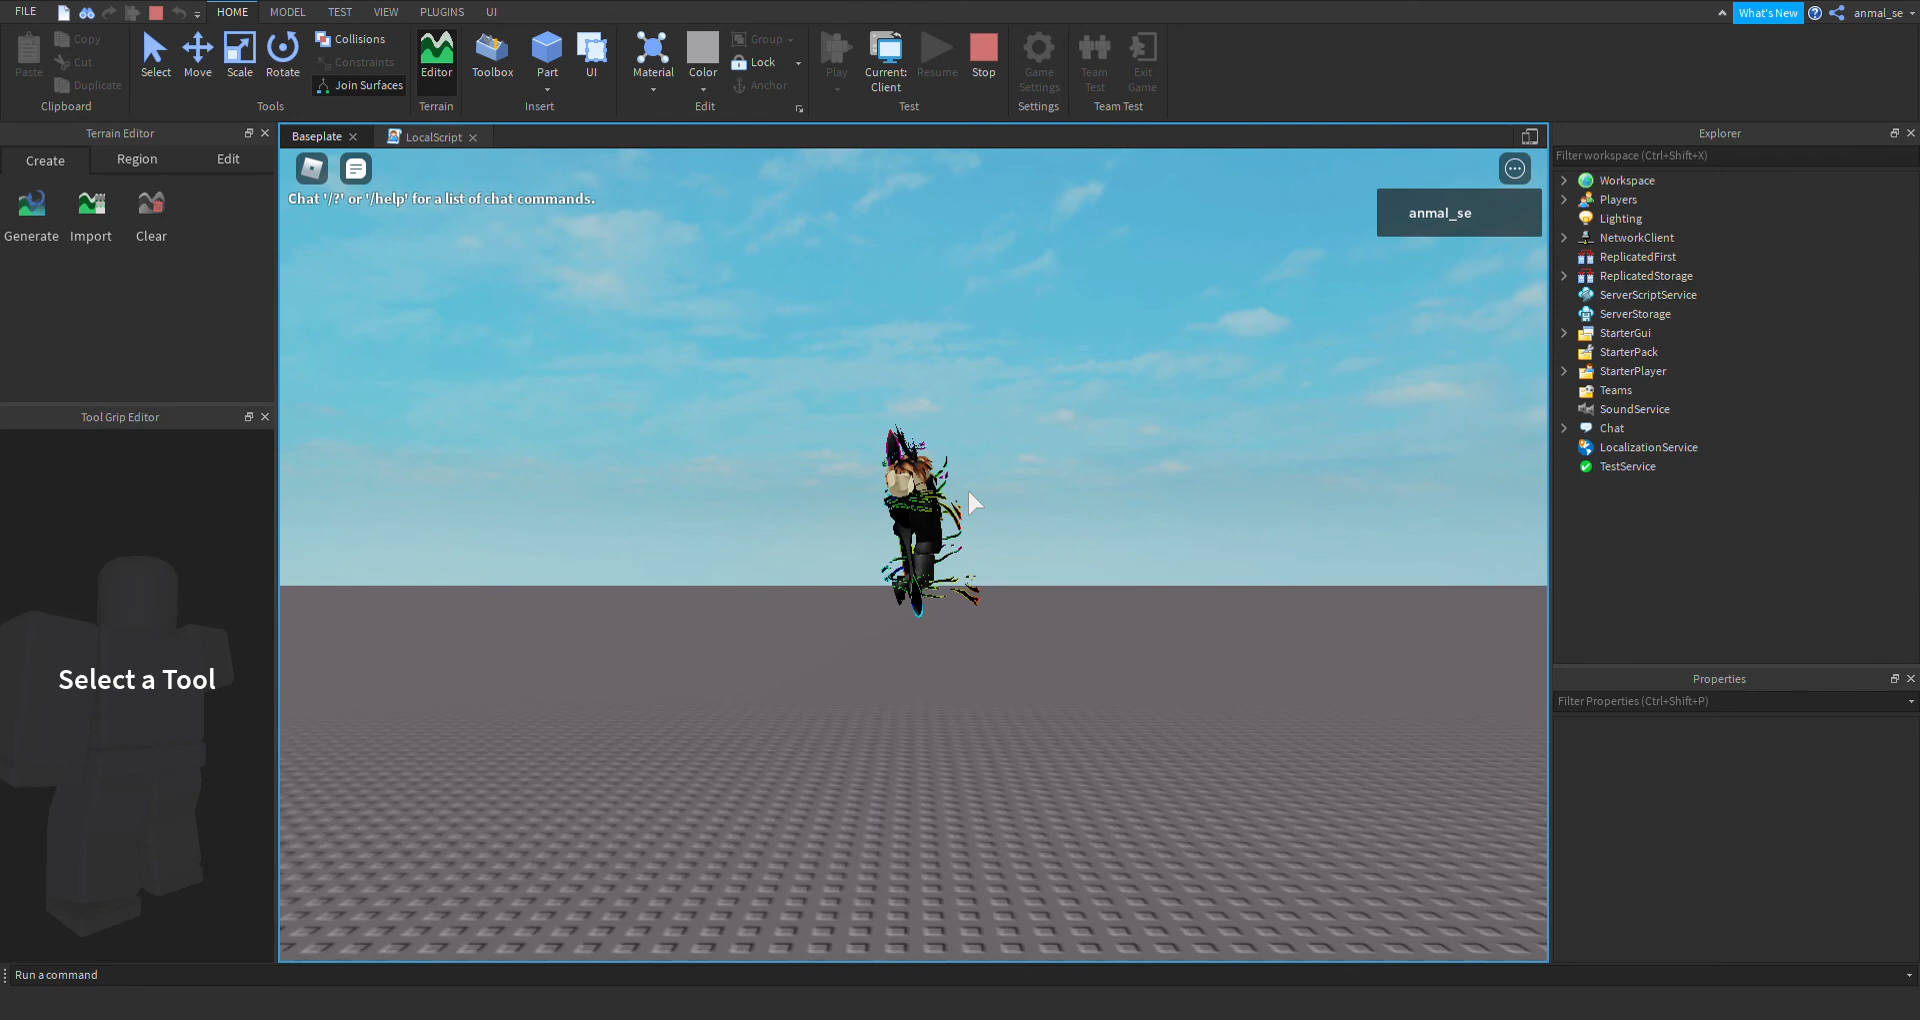 FILE HOME MODEL TEST VIEW PLUGINS UI What's New anmal_se
Paste Copy Cut Duplicate
Clipboard
Select Move Scale Rotate Collisions Constraints Join Surfaces
Tools
Editor
Terrain
Toolbox Part UI
Insert
Material Color Group Lock Anchor
Edit
Play Current: Client Resume Stop
Test
Game Settings
Settings
Team Test Exit Game
Team Test
Terrain Editor
Create Region Edit
Generate Import Clear
Tool Grip Editor
Select a Tool
Baseplate LocalScript
Chat '/?' or '/help' for a list of chat commands.
anmal_se
Explorer
Filter workspace (Ctrl+Shift+X)
Workspace
Players
Lighting
NetworkClient
ReplicatedFirst
ReplicatedStorage
ServerScriptService
ServerStorage
StarterGui
StarterPack
StarterPlayer
Teams
SoundService
Chat
LocalizationService
TestService
Properties
Filter Properties (Ctrl+Shift+P)
Run a command